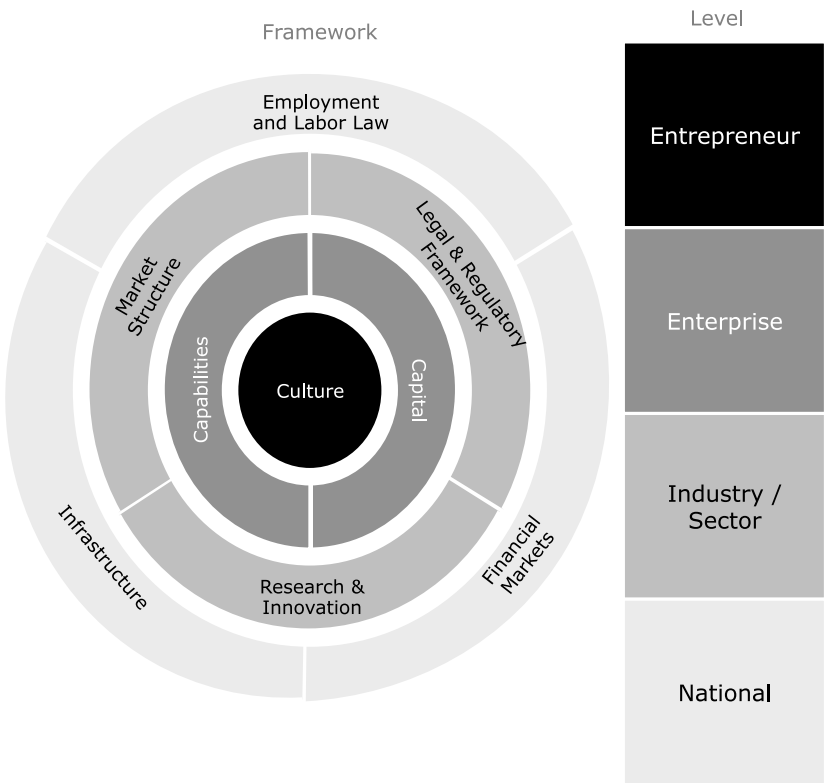 Framework
Level
Employment
and Labor Law
Market
Structure
Legal & Regulatory
Framework
Capabilities
Culture
Capital
Infrastructure
Research &
Innovation
Financial
Markets
Entrepreneur
Enterprise
Industry /
Sector
National